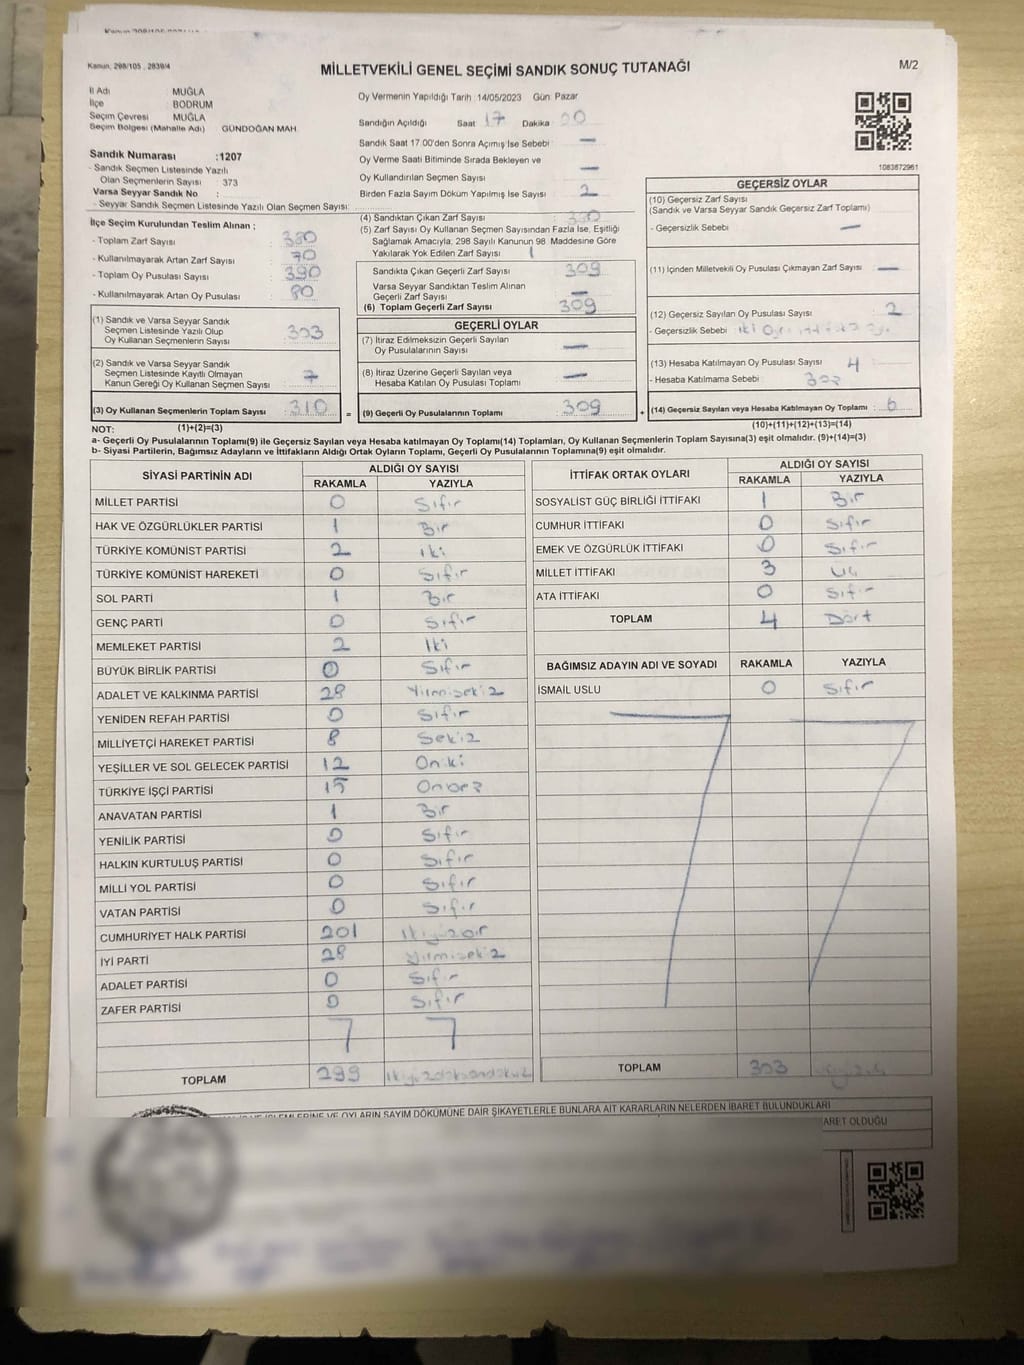 Kanun, 298/105 , 2839/4
MİLLETVEKİLİ GENEL SEÇİMİ SANDIK SONUÇ TUTANAĞI
M/2
İl Adı MUĞLA
İlçe BODRUM
Seçim Çevresi MUĞLA
Seçim Bölgesi (Mahalle Adı) GÜNDOĞAN MAH.
Oy Vermenin Yapıldığı Tarih :14/05/2023 Gün Pazar
Sandığın Açıldığı Saat 17 Dakika 00
Sandık Saat 17.00'den Sonra Açımış İse Sebebi —
Oy Verme Saati Bitiminde Sırada Bekleyen ve
Oy Kullandırılan Seçmen Sayısı —
Birden Fazla Sayım Döküm Yapılmış İse Sayısı 2
Sandık Numarası :1207
- Sandık Seçmen Listesinde Yazılı
Olan Seçmenlerin Sayısı : 373
Varsa Seyyar Sandık No :
- Seyyar Sandık Seçmen Listesinde Yazılı Olan Seçmen Sayısı:
1083872961
İlçe Seçim Kurulundan Teslim Alınan ;
- Toplam Zarf Sayısı 380
- Kullanılmayarak Artan Zarf Sayısı 70
- Toplam Oy Pusulası Sayısı 390
- Kullanılmayarak Artan Oy Pusulası 80
(1) Sandık ve Varsa Seyyar Sandık
Seçmen Listesinde Yazılı Olup
Oy Kullanan Seçmenlerin Sayısı 303
(2) Sandık ve Varsa Seyyar Sandık
Seçmen Listesinde Kayıtlı Olmayan
Kanun Gereği Oy Kullanan Seçmen Sayısı 7
(3) Oy Kullanan Seçmenlerin Toplam Sayısı : 310 =
(4) Sandıktan Çıkan Zarf Sayısı :
(5) Zarf Sayısı Oy Kullanan Seçmen Sayısından Fazla İse, Eşitliği
Sağlamak Amacıyla, 298 Sayılı Kanunun 98. Maddesine Göre
Yakılarak Yok Edilen Zarf Sayısı 1
Sandıkta Çıkan Geçerli Zarf Sayısı 309
Varsa Seyyar Sandıktan Teslim Alınan
Geçerli Zarf Sayısı —
(6) Toplam Geçerli Zarf Sayısı 309
GEÇERLİ OYLAR
(7) İtiraz Edilmeksizin Geçerli Sayılan
Oy Pusulalarının Sayısı —
(8) İtiraz Üzerine Geçerli Sayılan veya
Hesaba Katılan Oy Pusulası Toplamı —
(9) Geçerli Oy Pusulalarının Toplamı 309 +
GEÇERSİZ OYLAR
(10) Geçersiz Zarf Sayısı
(Sandık ve Varsa Seyyar Sandık Geçersiz Zarf Toplamı)
- Geçersizlik Sebebi —
(11) İçinden Milletvekili Oy Pusulası Çıkmayan Zarf Sayısı —
(12) Geçersiz Sayılan Oy Pusulası Sayısı 2
- Geçersizlik Sebebi iki
(13) Hesaba Katılmayan Oy Pusulası Sayısı 4
- Hesaba Katılmama Sebebi
(14) Geçersiz Sayılan veya Hesaba Katılmayan Oy Toplamı : 6
NOT: (1)+(2)=(3) (10)+(11)+(12)+(13)=(14)
a- Geçerli Oy Pusulalarının Toplamı(9) ile Geçersiz Sayılan veya Hesaba katılmayan Oy Toplamı(14) Toplamları, Oy Kullanan Seçmenlerin Toplam Sayısına(3) eşit olmalıdır. (9)+(14)=(3)
b- Siyasi Partilerin, Bağımsız Adayların ve İttifakların Aldığı Ortak Oyların Toplamı, Geçerli Oy Pusulalarının Toplamına(9) eşit olmalıdır.
SİYASİ PARTİNİN ADI ALDIĞI OY SAYISI
RAKAMLA YAZIYLA
MİLLET PARTİSİ 0 Sıfır
HAK VE ÖZGÜRLÜKLER PARTİSİ 1 Bir
TÜRKİYE KOMÜNİST PARTİSİ 2 iki
TÜRKİYE KOMÜNİST HAREKETİ 0 Sıfır
SOL PARTİ 1 Bir
GENÇ PARTİ 0 Sıfır
MEMLEKET PARTİSİ 2 İki
BÜYÜK BİRLİK PARTİSİ 0 Sıfır
ADALET VE KALKINMA PARTİSİ 28 Yirmisekiz
YENİDEN REFAH PARTİSİ 0 Sıfır
MİLLİYETÇİ HAREKET PARTİSİ 8 Sekiz
YEŞİLLER VE SOL GELECEK PARTİSİ 12 Oniki
TÜRKİYE İŞÇİ PARTİSİ 15 Onbeş
ANAVATAN PARTİSİ 1 Bir
YENİLİK PARTİSİ 0 Sıfır
HALKIN KURTULUŞ PARTİSİ 0 Sıfır
MİLLİ YOL PARTİSİ 0 Sıfır
VATAN PARTİSİ 0 Sıfır
CUMHURİYET HALK PARTİSİ 201 İkiyüzbir
İYİ PARTİ 28 Yirmisekiz
ADALET PARTİSİ 0 Sıfır
ZAFER PARTİSİ 0 Sıfır
TOPLAM 299
İTTİFAK ORTAK OYLARI ALDIĞI OY SAYISI
RAKAMLA YAZIYLA
SOSYALİST GÜÇ BİRLİĞİ İTTİFAKI 1 Bir
CUMHUR İTTİFAKI 0 Sıfır
EMEK VE ÖZGÜRLÜK İTTİFAKI 0 Sıfır
MİLLET İTTİFAKI 3 Üç
ATA İTTİFAKI 0 Sıfır
TOPLAM 4 Dört
BAĞIMSIZ ADAYIN ADI VE SOYADI RAKAMLA YAZIYLA
İSMAİL USLU 0 Sıfır
TOPLAM 303
İŞLEMLERİNE VE OYLARIN SAYIM DÖKÜMÜNE DAİR ŞİKAYETLERLE BUNLARA AİT KARARLARIN NELERDEN İBARET BULUNDUKLARI
ARET OLDUĞU